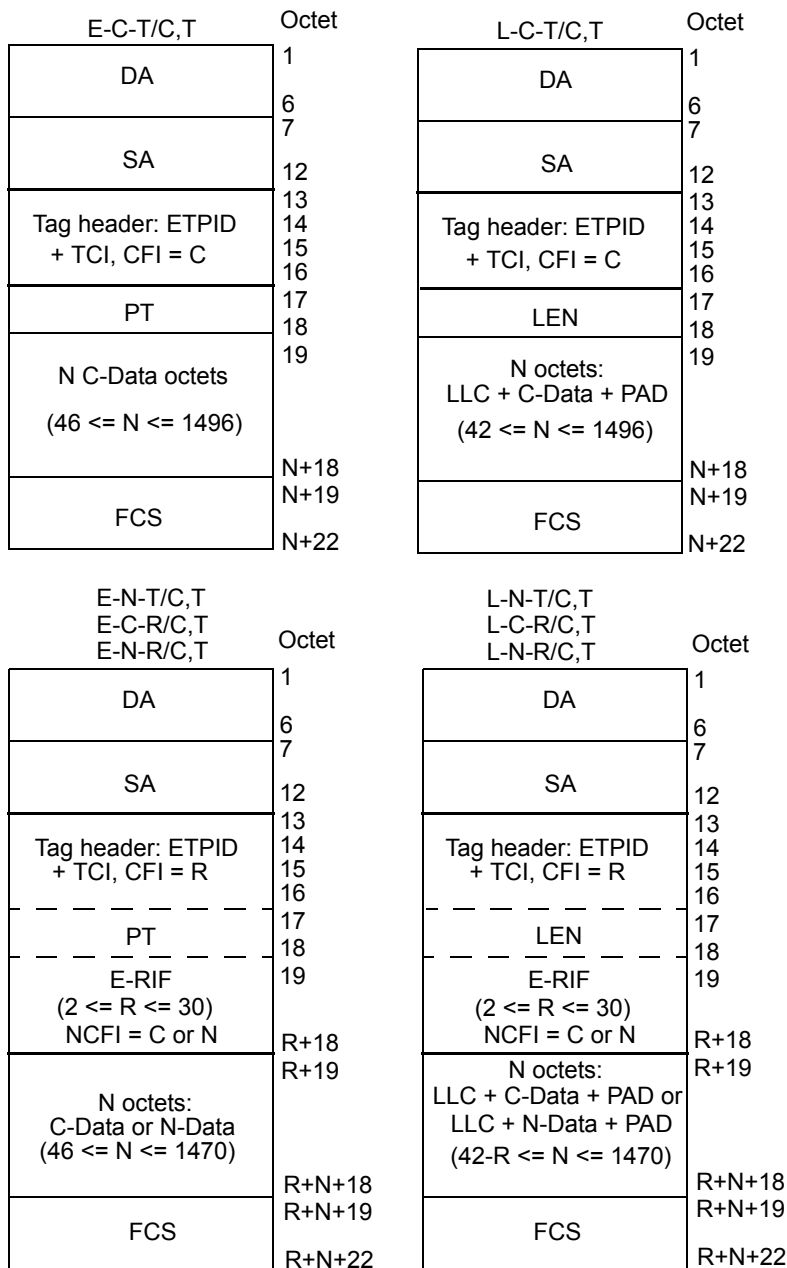 E-C-T/C,T
Octet
DA
1
6
SA
7
12
Tag header: ETPID
+ TCI, CFI = C
13
14
15
16
PT
17
18
N C-Data octets
(46 <= N <= 1496)
19
N+18
FCS
N+19
N+22
L-C-T/C,T
Octet
DA
1
6
SA
7
12
Tag header: ETPID
+ TCI, CFI = C
13
14
15
16
LEN
17
18
N octets:
LLC + C-Data + PAD
(42 <= N <= 1496)
19
N+18
FCS
N+19
N+22
E-N-T/C,T
E-C-R/C,T
E-N-R/C,T
Octet
DA
1
6
SA
7
12
Tag header: ETPID
+ TCI, CFI = R
13
14
15
16
PT
17
18
E-RIF
(2 <= R <= 30)
NCFI = C or N
19
R+18
N octets:
C-Data or N-Data
(46 <= N <= 1470)
R+19
R+N+18
FCS
R+N+19
R+N+22
L-N-T/C,T
L-C-R/C,T
L-N-R/C,T
Octet
DA
1
6
SA
7
12
Tag header: ETPID
+ TCI, CFI = R
13
14
15
16
LEN
17
18
E-RIF
(2 <= R <= 30)
NCFI = C or N
19
R+18
N octets:
LLC + C-Data + PAD or
LLC + N-Data + PAD
(42-R <= N <= 1470)
R+19
R+N+18
FCS
R+N+19
R+N+22